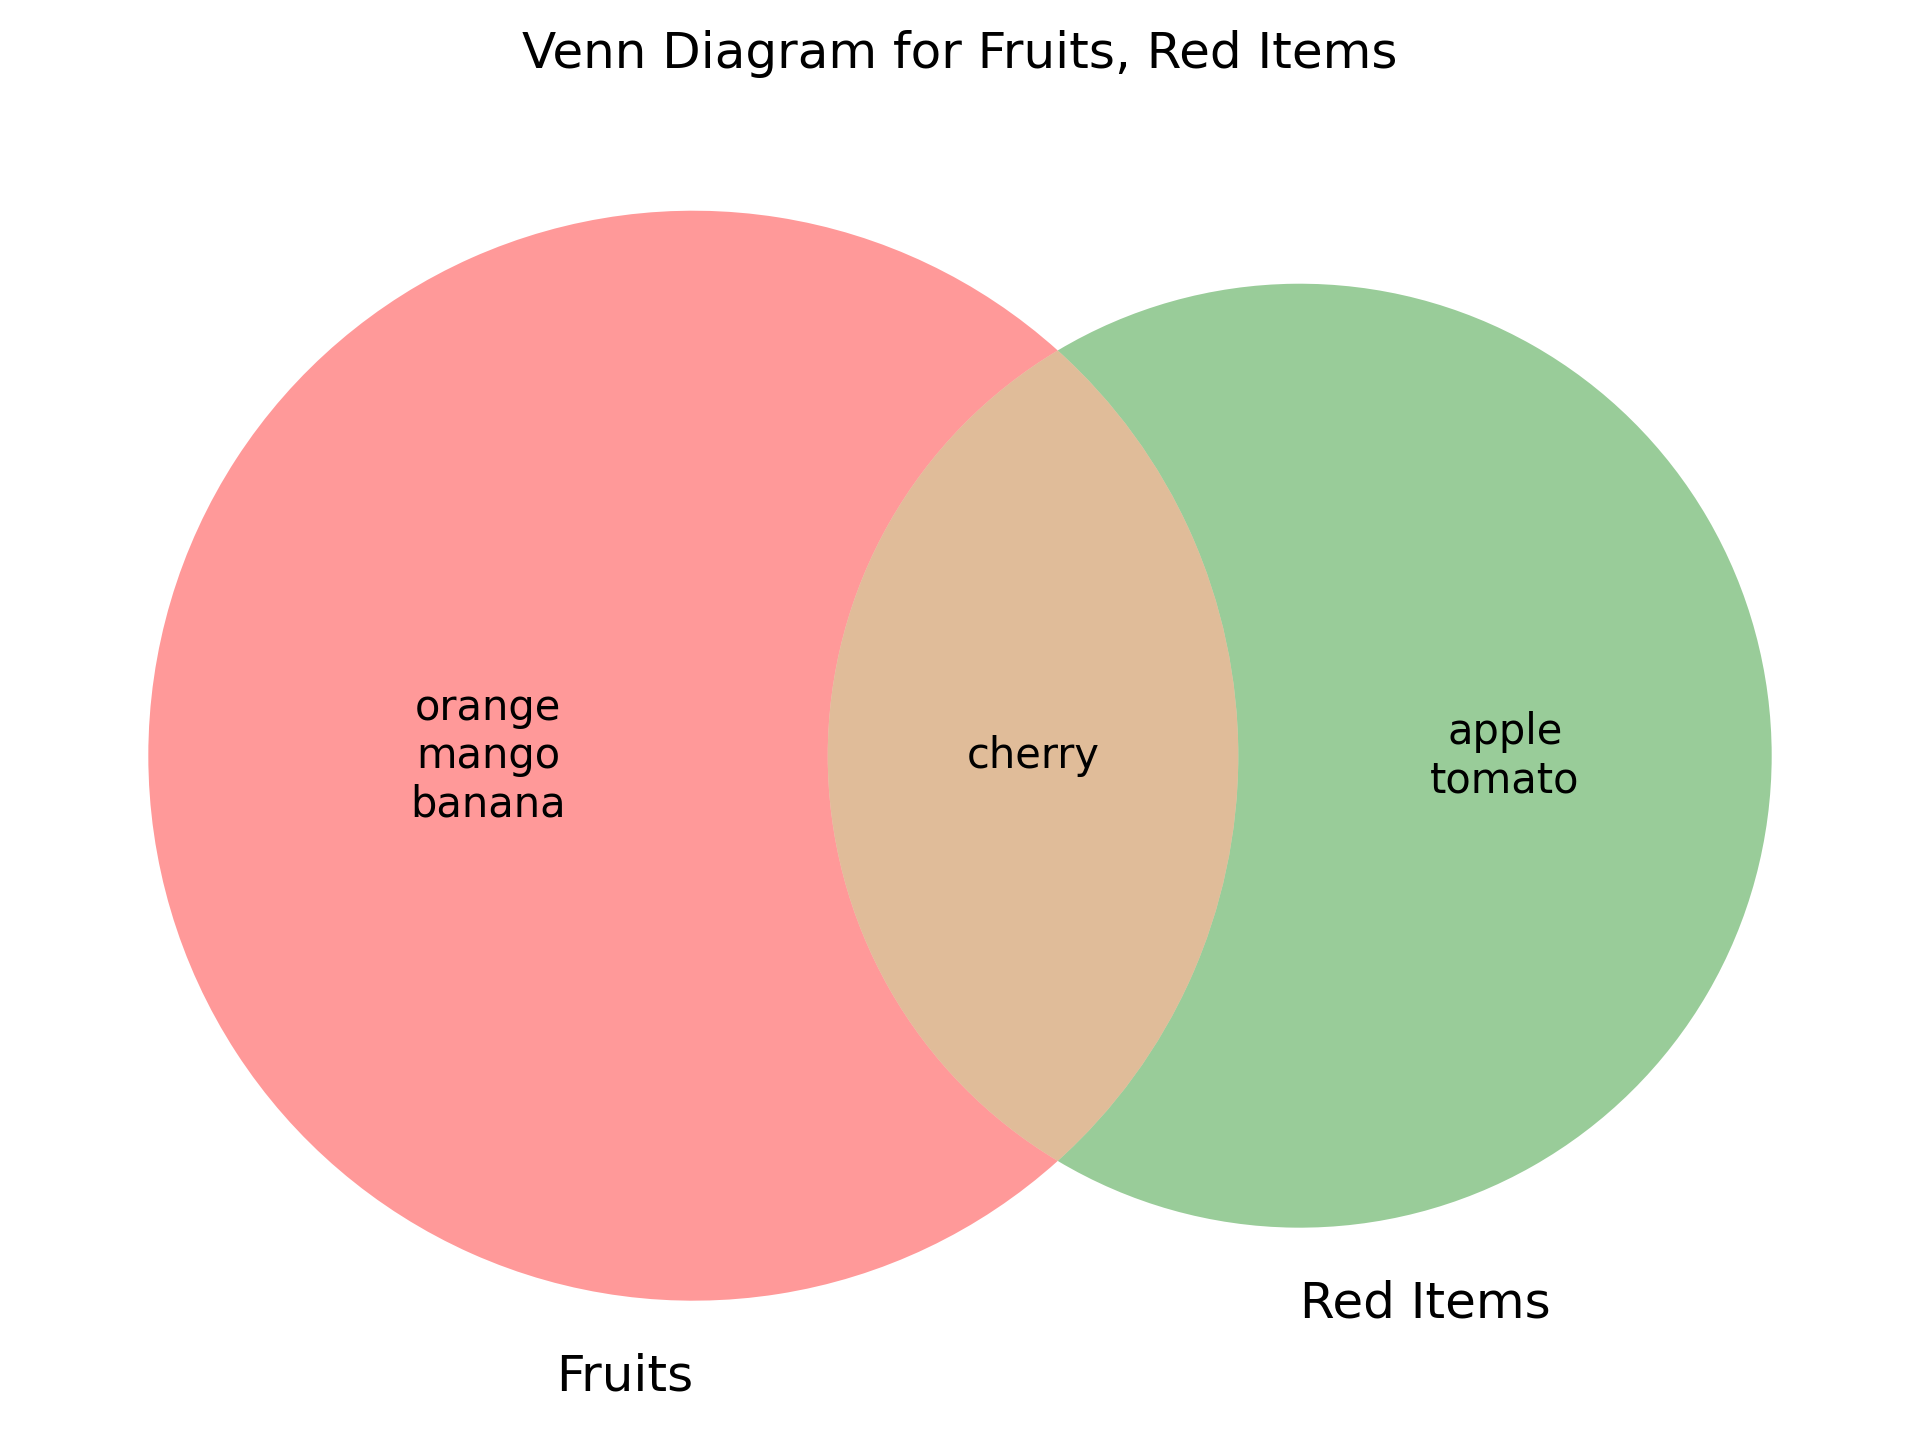 Venn Diagram for Fruits, Red Items
orange
mango
banana
cherry
apple
tomato
Red Items
Fruits